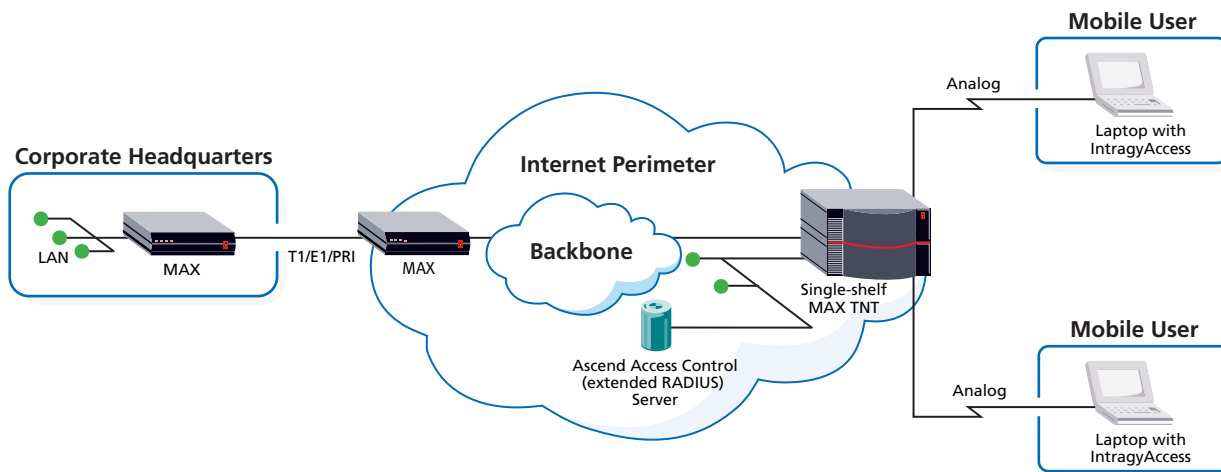 Corporate Headquarters
LAN
MAX
T1/E1/PRI
Internet Perimeter
MAX
Backbone
Single-shelf
MAX TNT
Ascend Access Control
(extended RADIUS)
Server
Analog
Mobile User
Laptop with
IntragyAccess
Analog
Mobile User
Laptop with
IntragyAccess